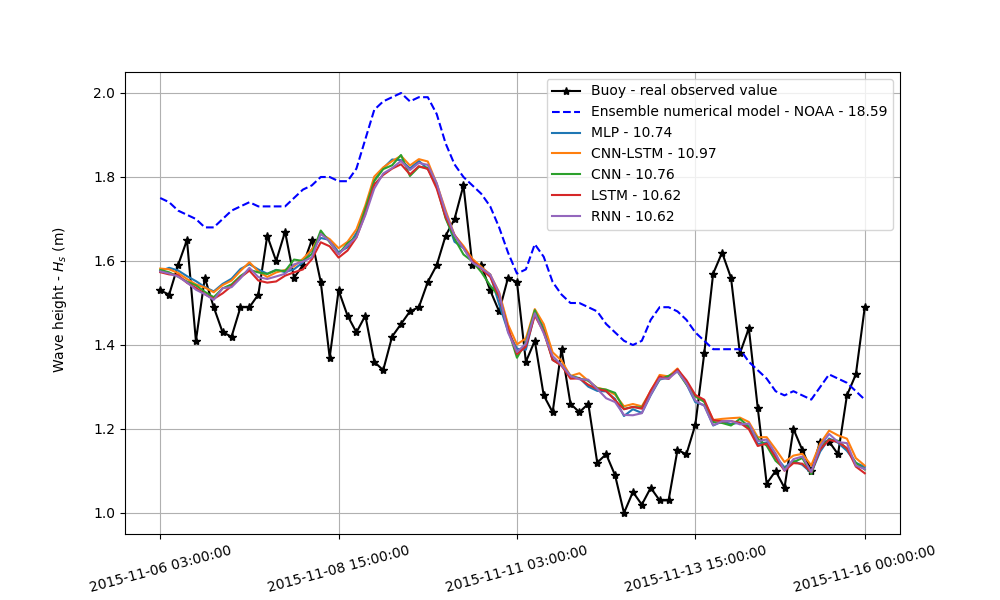 Buoy - real observed value
Ensemble numerical model - NOAA - 18.59
MLP - 10.74
CNN-LSTM - 10.97
CNN - 10.76
LSTM - 10.62
RNN - 10.62
Wave height - Hs (m)
2.0
1.8
1.6
1.4
1.2
1.0
2015-11-06 03:00:00
2015-11-08 15:00:00
2015-11-11 03:00:00
2015-11-13 15:00:00
2015-11-16 00:00:00